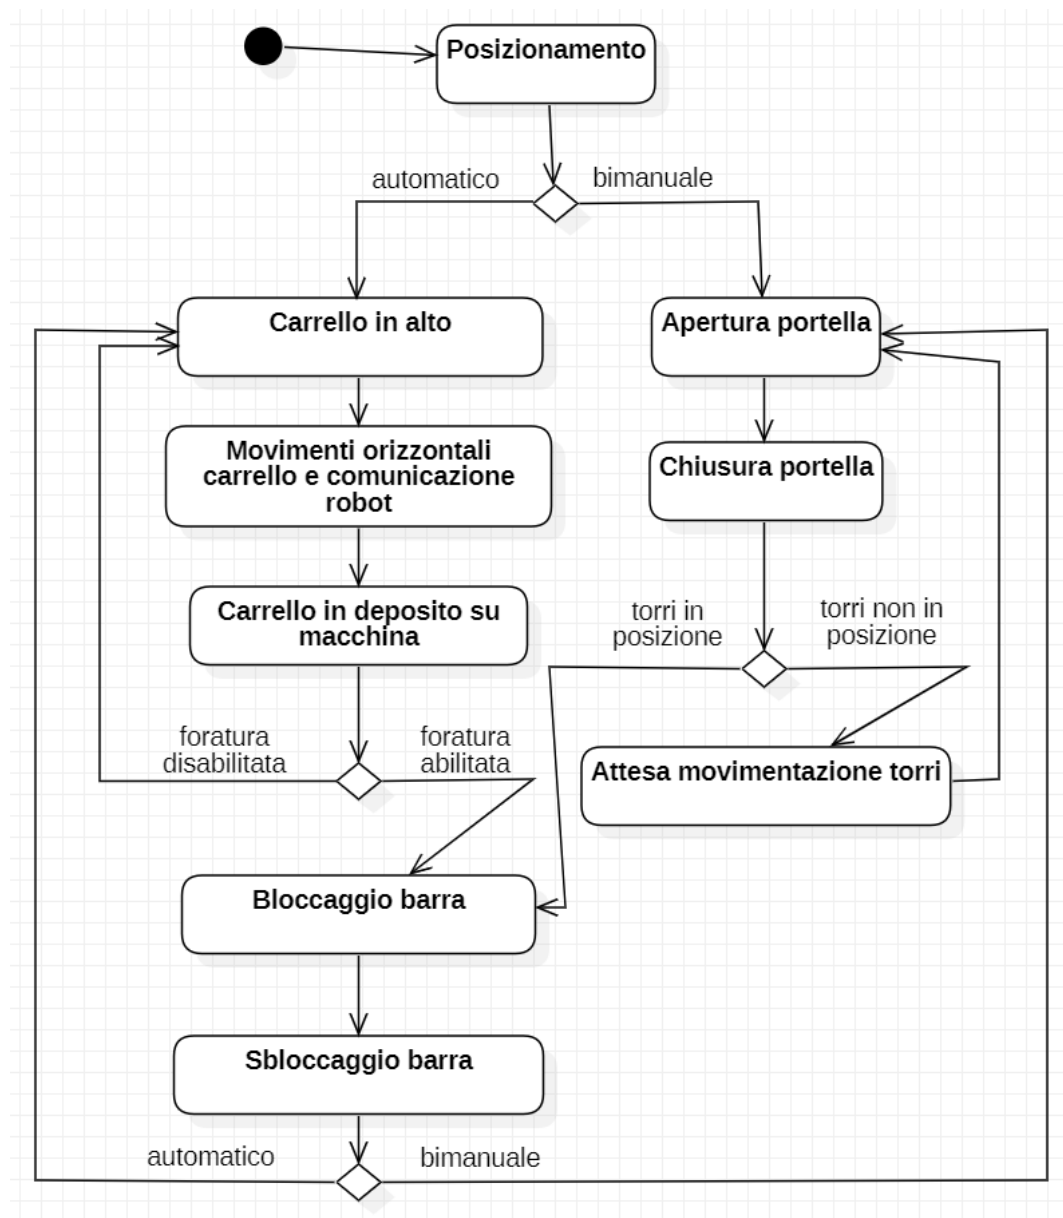 Posizionamento
automatico
bimanuale
Carrello in alto
Apertura portella
Movimenti orizzontali
carrello e comunicazione
robot
Chiusura portella
Carrello in deposito su
macchina
torri in
posizione
torri non in
posizione
foratura
disabilitata
foratura
abilitata
Attesa movimentazione torri
Bloccaggio barra
Sbloccaggio barra
automatico
bimanuale